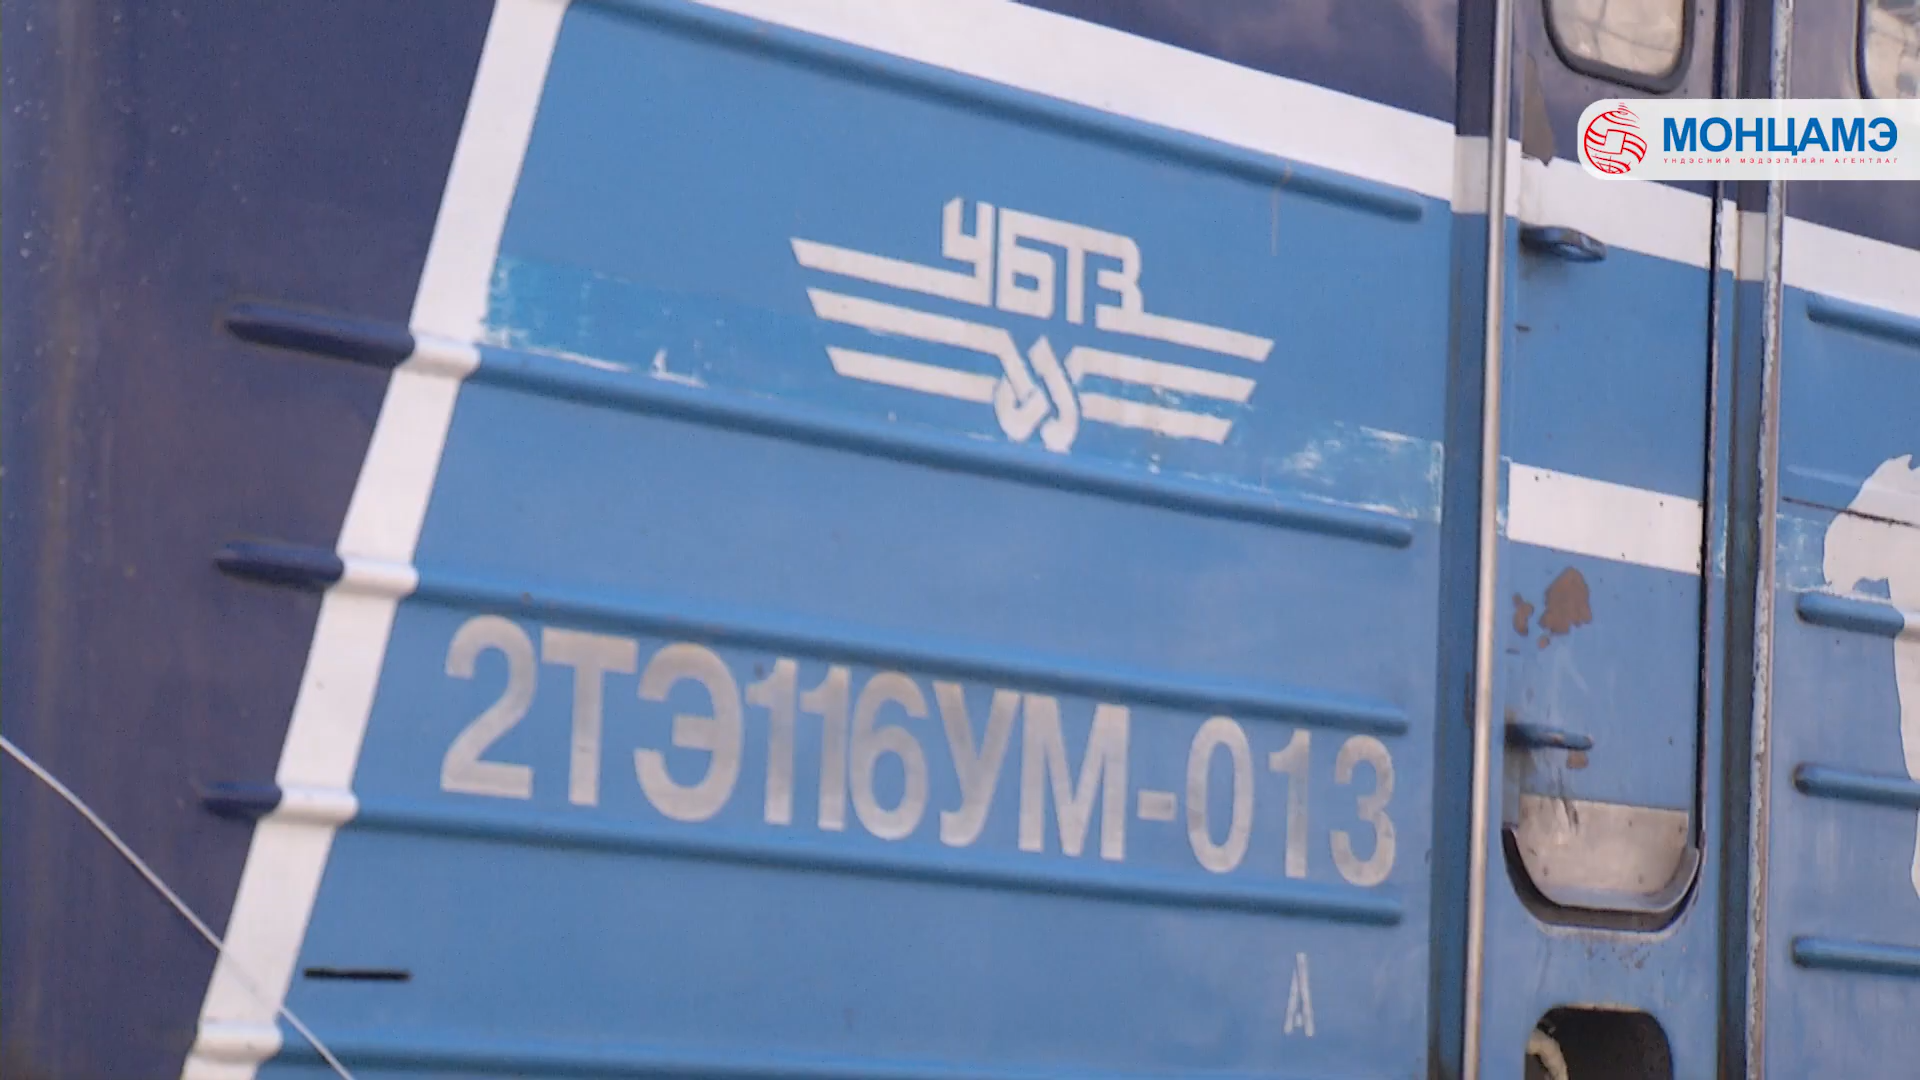 МОНЦАМЭ
ҮНДЭСНИЙ МЭДЭЭЛЛИЙН АГЕНТЛАГ
УБТЗ
2ТЭ116УМ-013
А